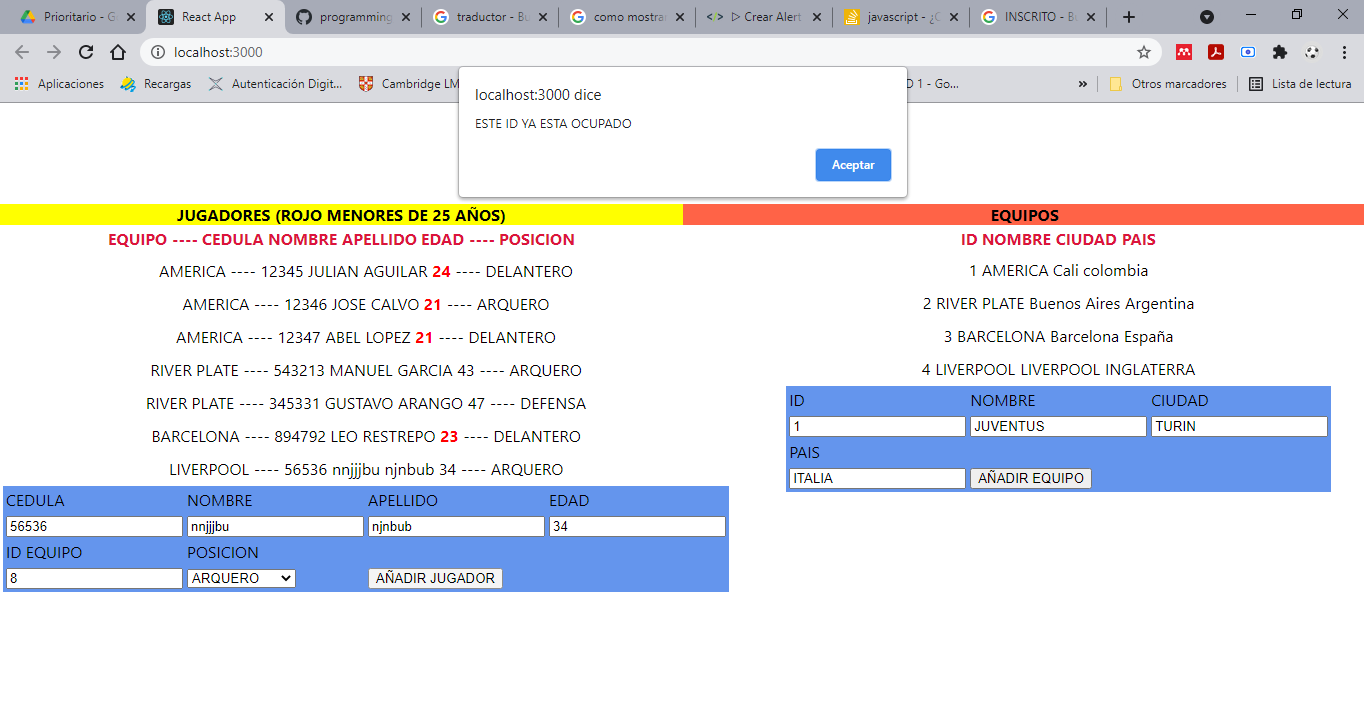 Prioritario - G
React App
programming
traductor - Bu
como mostrar
< > ▷ Crear Alert
javascript - ¿C
INSCRITO - B
localhost:3000
Aplicaciones
Recargas
Autenticación Digit...
Cambridge LM
D 1 - Go...
»
Otros marcadores
Lista de lectura
localhost:3000 dice
ESTE ID YA ESTA OCUPADO
Aceptar
JUGADORES (ROJO MENORES DE 25 AÑOS)
EQUIPO ---- CEDULA NOMBRE APELLIDO EDAD ---- POSICION
AMERICA ---- 12345 JULIAN AGUILAR 24 ---- DELANTERO
AMERICA ---- 12346 JOSE CALVO 21 ---- ARQUERO
AMERICA ---- 12347 ABEL LOPEZ 21 ---- DELANTERO
RIVER PLATE ---- 543213 MANUEL GARCIA 43 ---- ARQUERO
RIVER PLATE ---- 345331 GUSTAVO ARANGO 47 ---- DEFENSA
BARCELONA ---- 894792 LEO RESTREPO 23 ---- DELANTERO
LIVERPOOL ---- 56536 nnjjjbu njnbub 34 ---- ARQUERO
CEDULA NOMBRE APELLIDO EDAD
56536 nnjjjbu njnbub 34
ID EQUIPO POSICION
8 ARQUERO AÑADIR JUGADOR
EQUIPOS
ID NOMBRE CIUDAD PAIS
1 AMERICA Cali colombia
2 RIVER PLATE Buenos Aires Argentina
3 BARCELONA Barcelona España
4 LIVERPOOL LIVERPOOL INGLATERRA
ID NOMBRE CIUDAD
1 JUVENTUS TURIN
PAIS
ITALIA AÑADIR EQUIPO